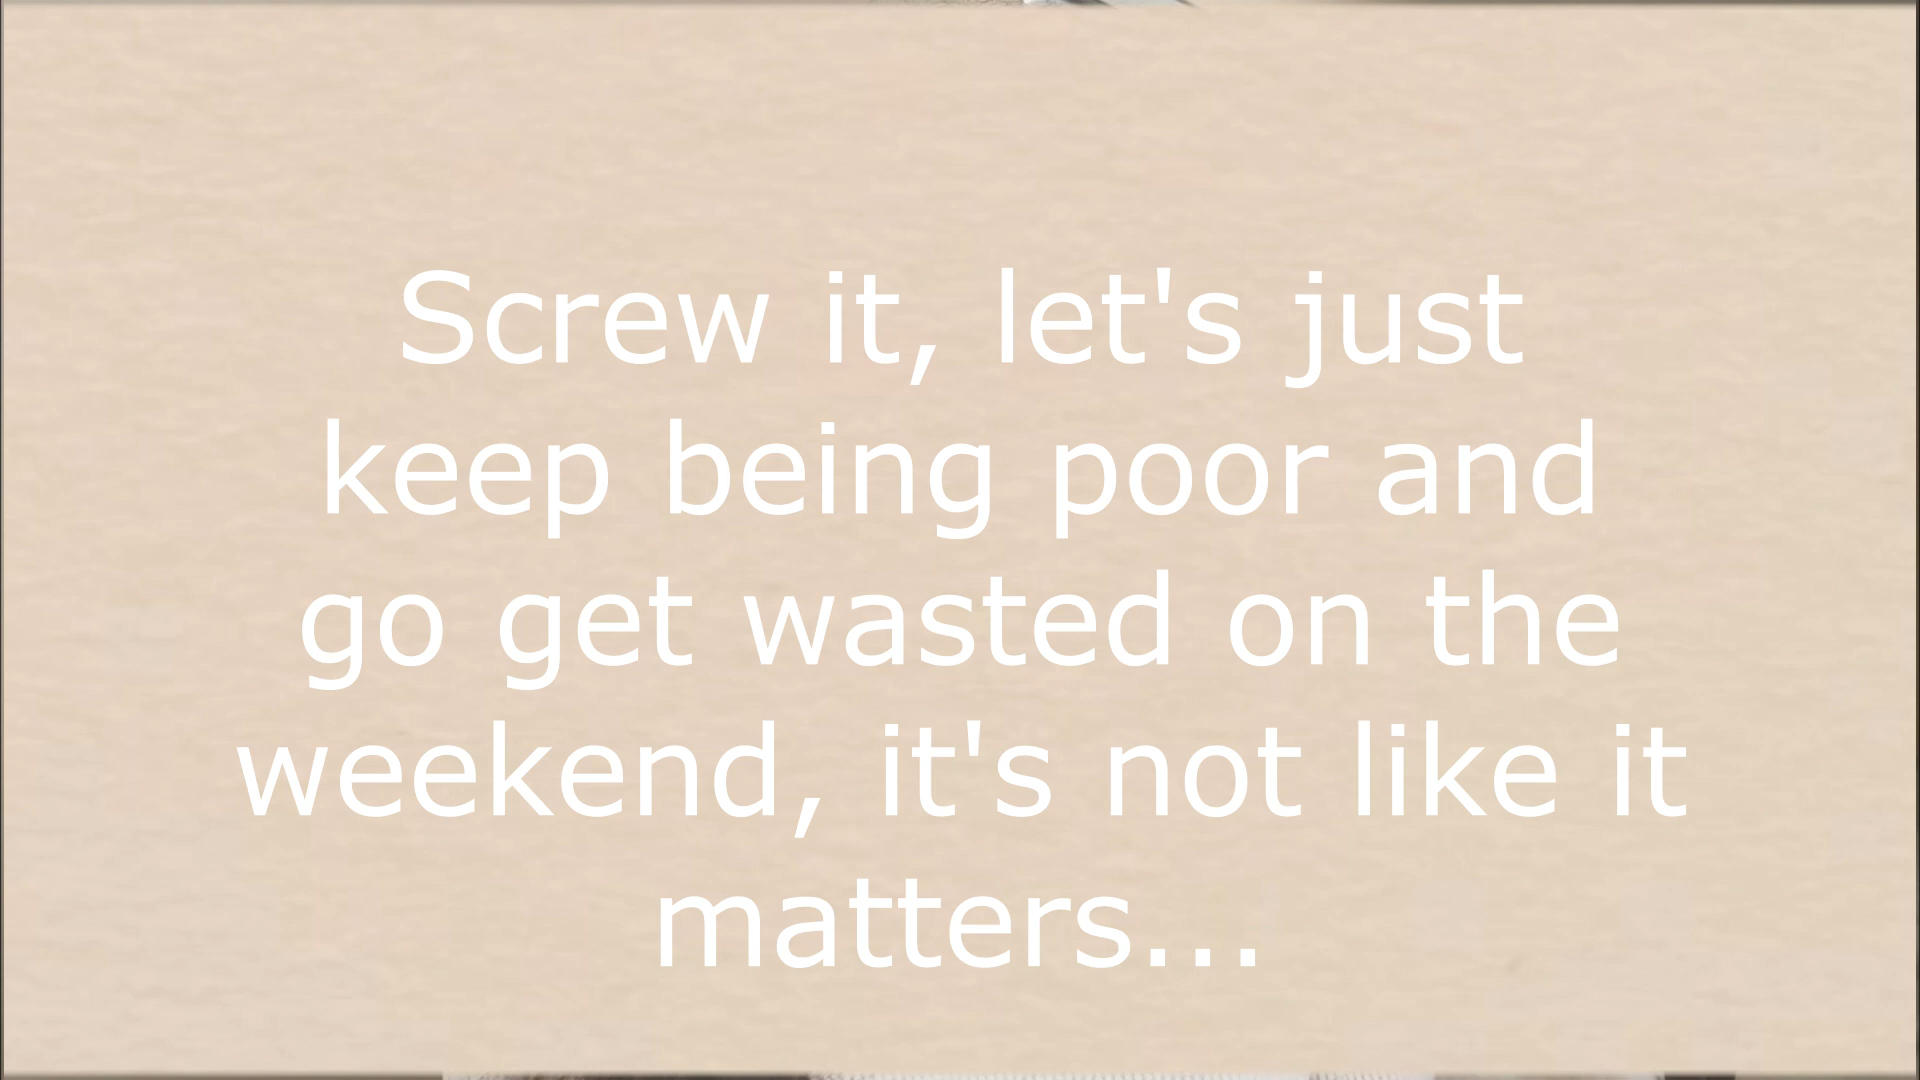 Screw it, let's just
keep being poor and
go get wasted on the
weekend, it's not like it
matters...